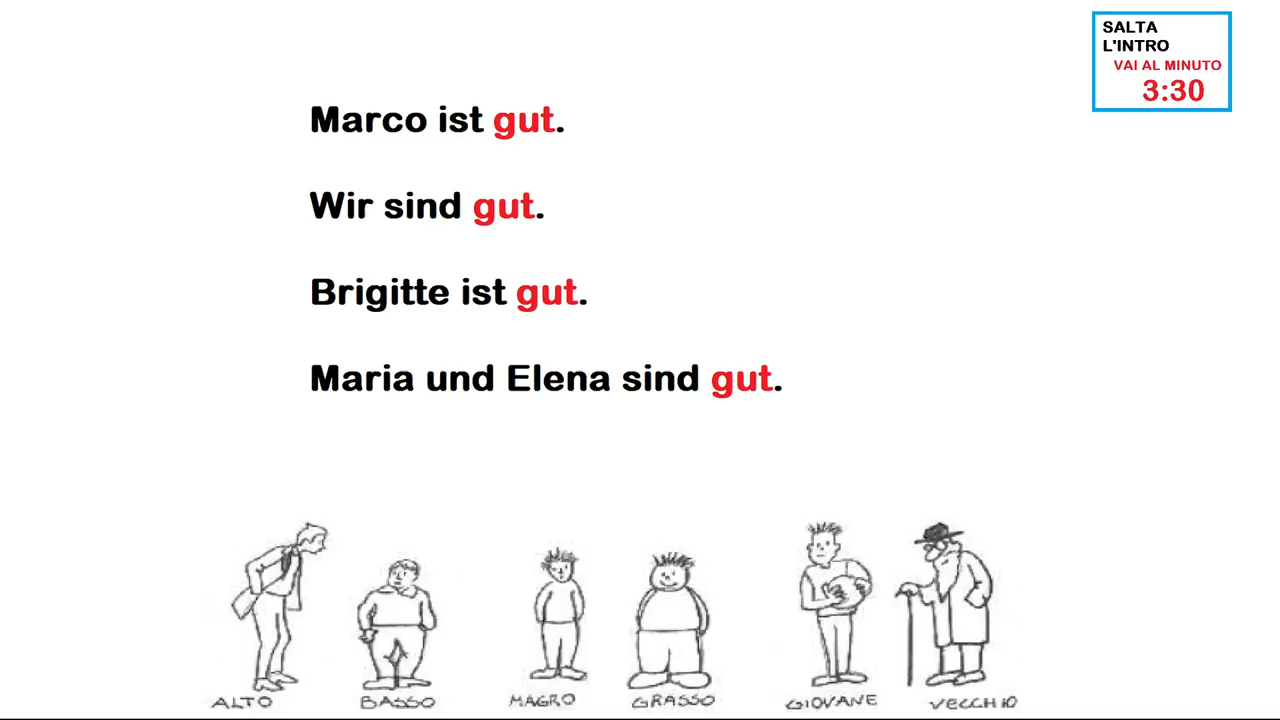 SALTA
L'INTRO
VAI AL MINUTO
3:30
Marco ist gut.
Wir sind gut.
Brigitte ist gut.
Maria und Elena sind gut.
ALTO BASSO MAGRO GRASSO GIOVANE VECCHIO